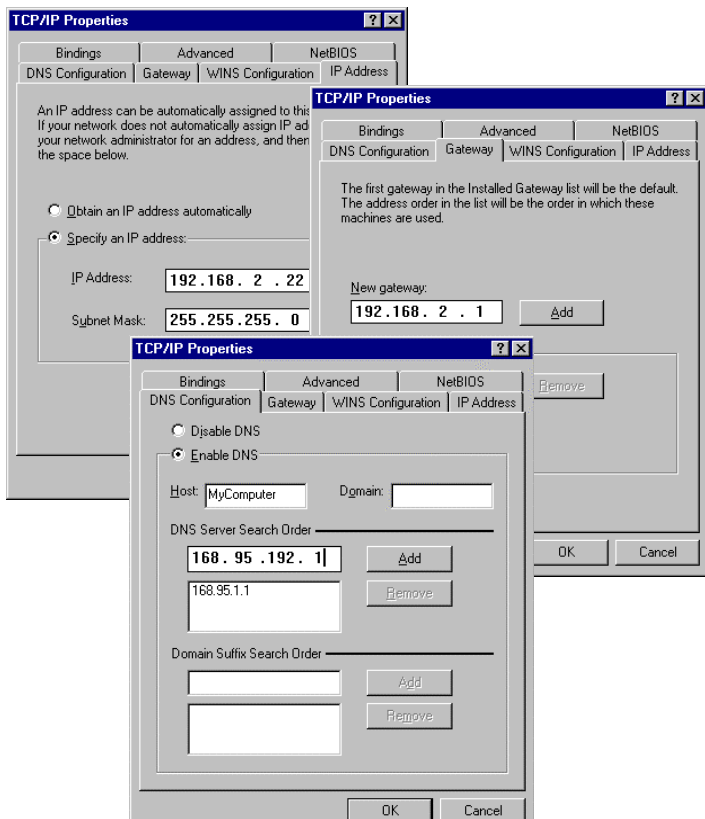 TCP/IP Properties
Bindings Advanced NetBIOS
DNS Configuration Gateway WINS Configuration IP Address
An IP address can be automatically assigned to this
If your network does not automatically assign IP ad
your network administrator for an address, and then
the space below.
Obtain an IP address automatically
Specify an IP address:
IP Address: 192.168. 2 .22
Subnet Mask: 255.255.255. 0
TCP/IP Properties
Bindings Advanced NetBIOS
DNS Configuration Gateway WINS Configuration IP Address
The first gateway in the Installed Gateway list will be the default.
The address order in the list will be the order in which these
machines are used.
New gateway:
192.168. 2 . 1 Add
Remove
OK Cancel
TCP/IP Properties
Bindings Advanced NetBIOS
DNS Configuration Gateway WINS Configuration IP Address
Disable DNS
Enable DNS
Host: MyComputer Domain:
DNS Server Search Order
168. 95 .192. 1 Add
168.95.1.1 Remove
Domain Suffix Search Order
Add
Remove
OK Cancel